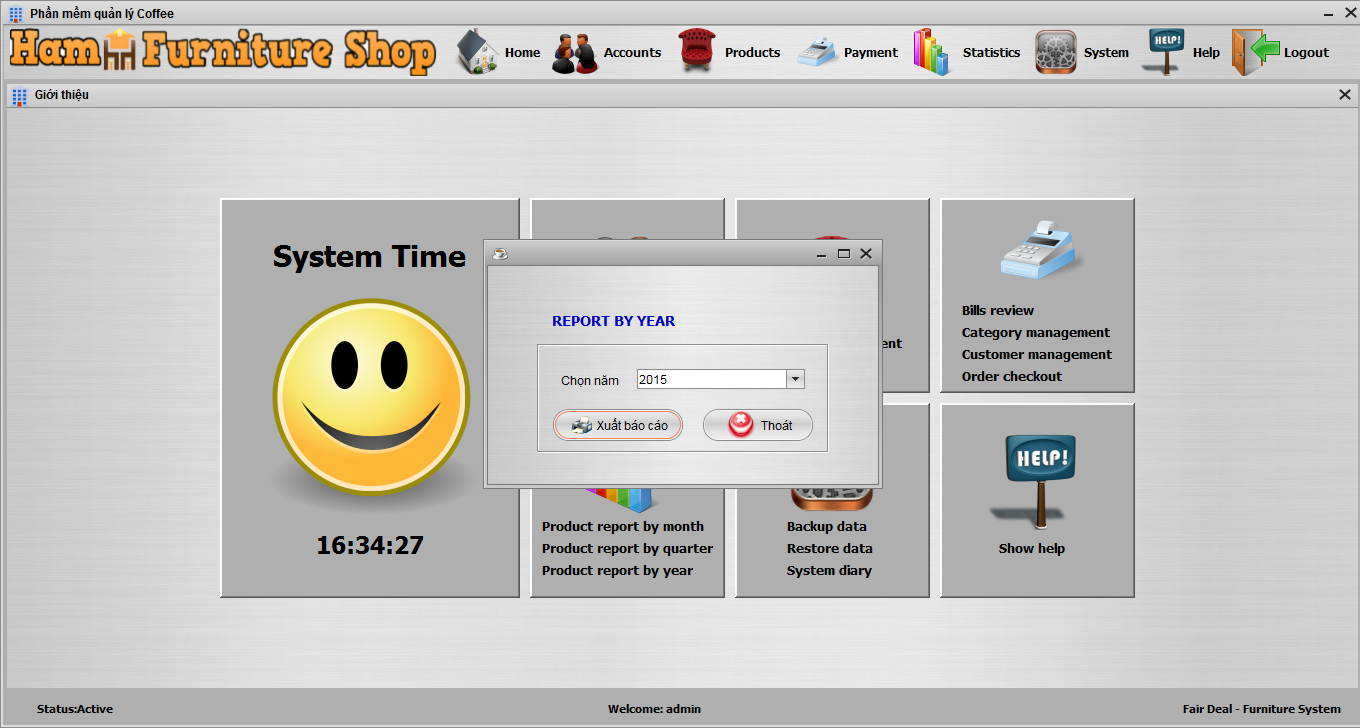 Phần mềm quản lý Coffee
Ham Furniture Shop
Home
Accounts
Products
Payment
Statistics
HELP!
System
Help
Logout
Giới thiệu
System Time
16:34:27
REPORT BY YEAR
Chọn năm
2015
Xuất báo cáo
Thoát
ent
Bills review
Category management
Customer management
Order checkout
Product report by month
Product report by quarter
Product report by year
Backup data
Restore data
System diary
HELP!
Show help
Status:Active
Welcome: admin
Fair Deal - Furniture System